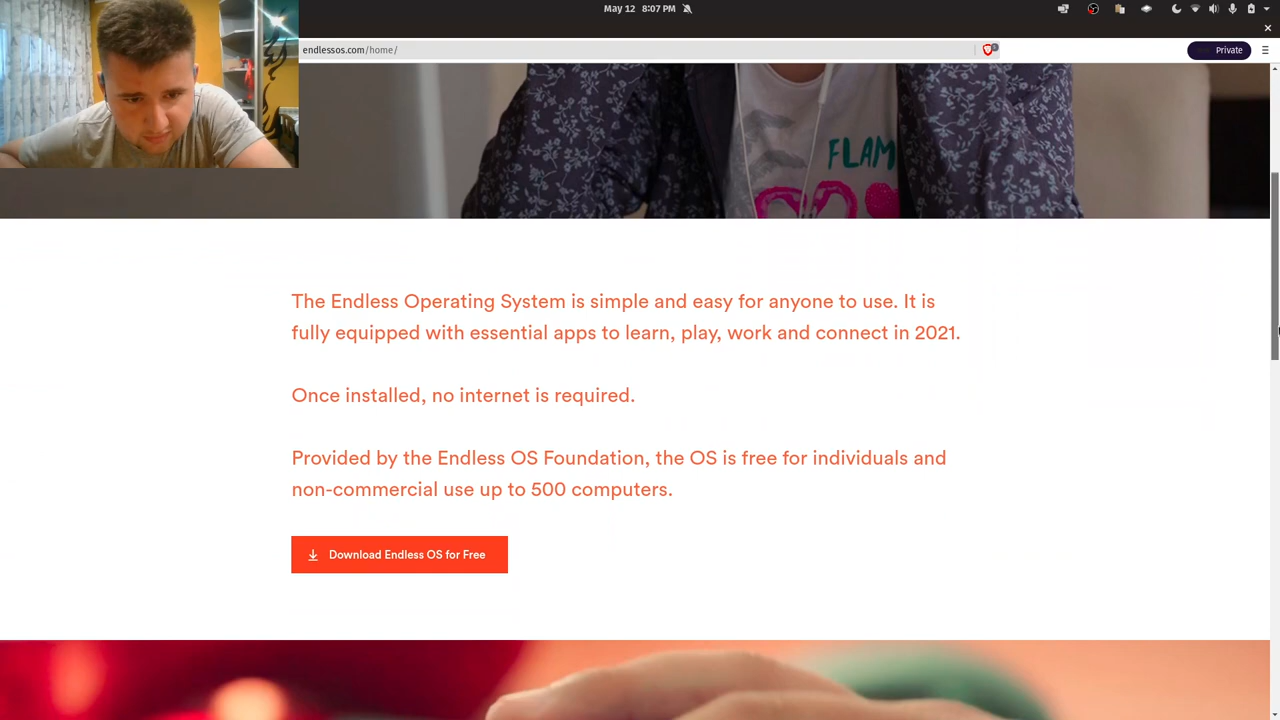 May 12 8:07 PM
endlessos.com/home/
Private
FLAM
The Endless Operating System is simple and easy for anyone to use. It is
fully equipped with essential apps to learn, play, work and connect in 2021.
Once installed, no internet is required.
Provided by the Endless OS Foundation, the OS is free for individuals and
non-commercial use up to 500 computers.
Download Endless OS for Free